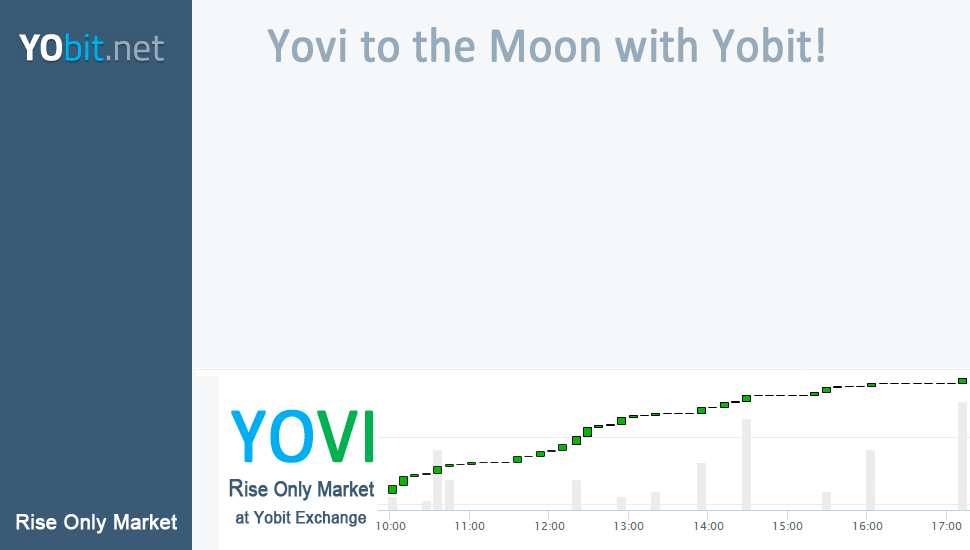 YObit.net
Yovi to the Moon with Yobit!
YOVI
Rise Only Market
at Yobit Exchange
Rise Only Market
10:00 11:00 12:00 13:00 14:00 15:00 16:00 17:00